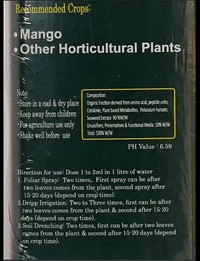 Recommended Crops:
•Mango
•Other Horticultural Plants
Note:
•Store in a cool & dry place
•Keep away from children
•For agriculture use only
•Shake well before use
Composition:
Organic fraction derived from amino acid, peptide units,
Cytokine, Plant based Metabolites, Potassium humate,
Seaweed Extract- 90 %W/W
Emulsifiers, Preservatives & Functional Media: 10% W/W
Total: 100% W/W
PH Value : 6.59
Direction for use: Dose 1 to 2ml in 1 litre of water
1. Foliar Spray: Two times,. First spray can be after
two leaves comes from the plant, second spray after
15-20 days (depend on crop time).
2. Dripp Irrigation: Two to Three times, first can be after
two leaves comes from the plant & second after 15-20
days (depend on crop time).
3.Soil Drenching: Two times, first can be after two leaves
comes from the plant & second after 15-20 days (depend
on crop time).